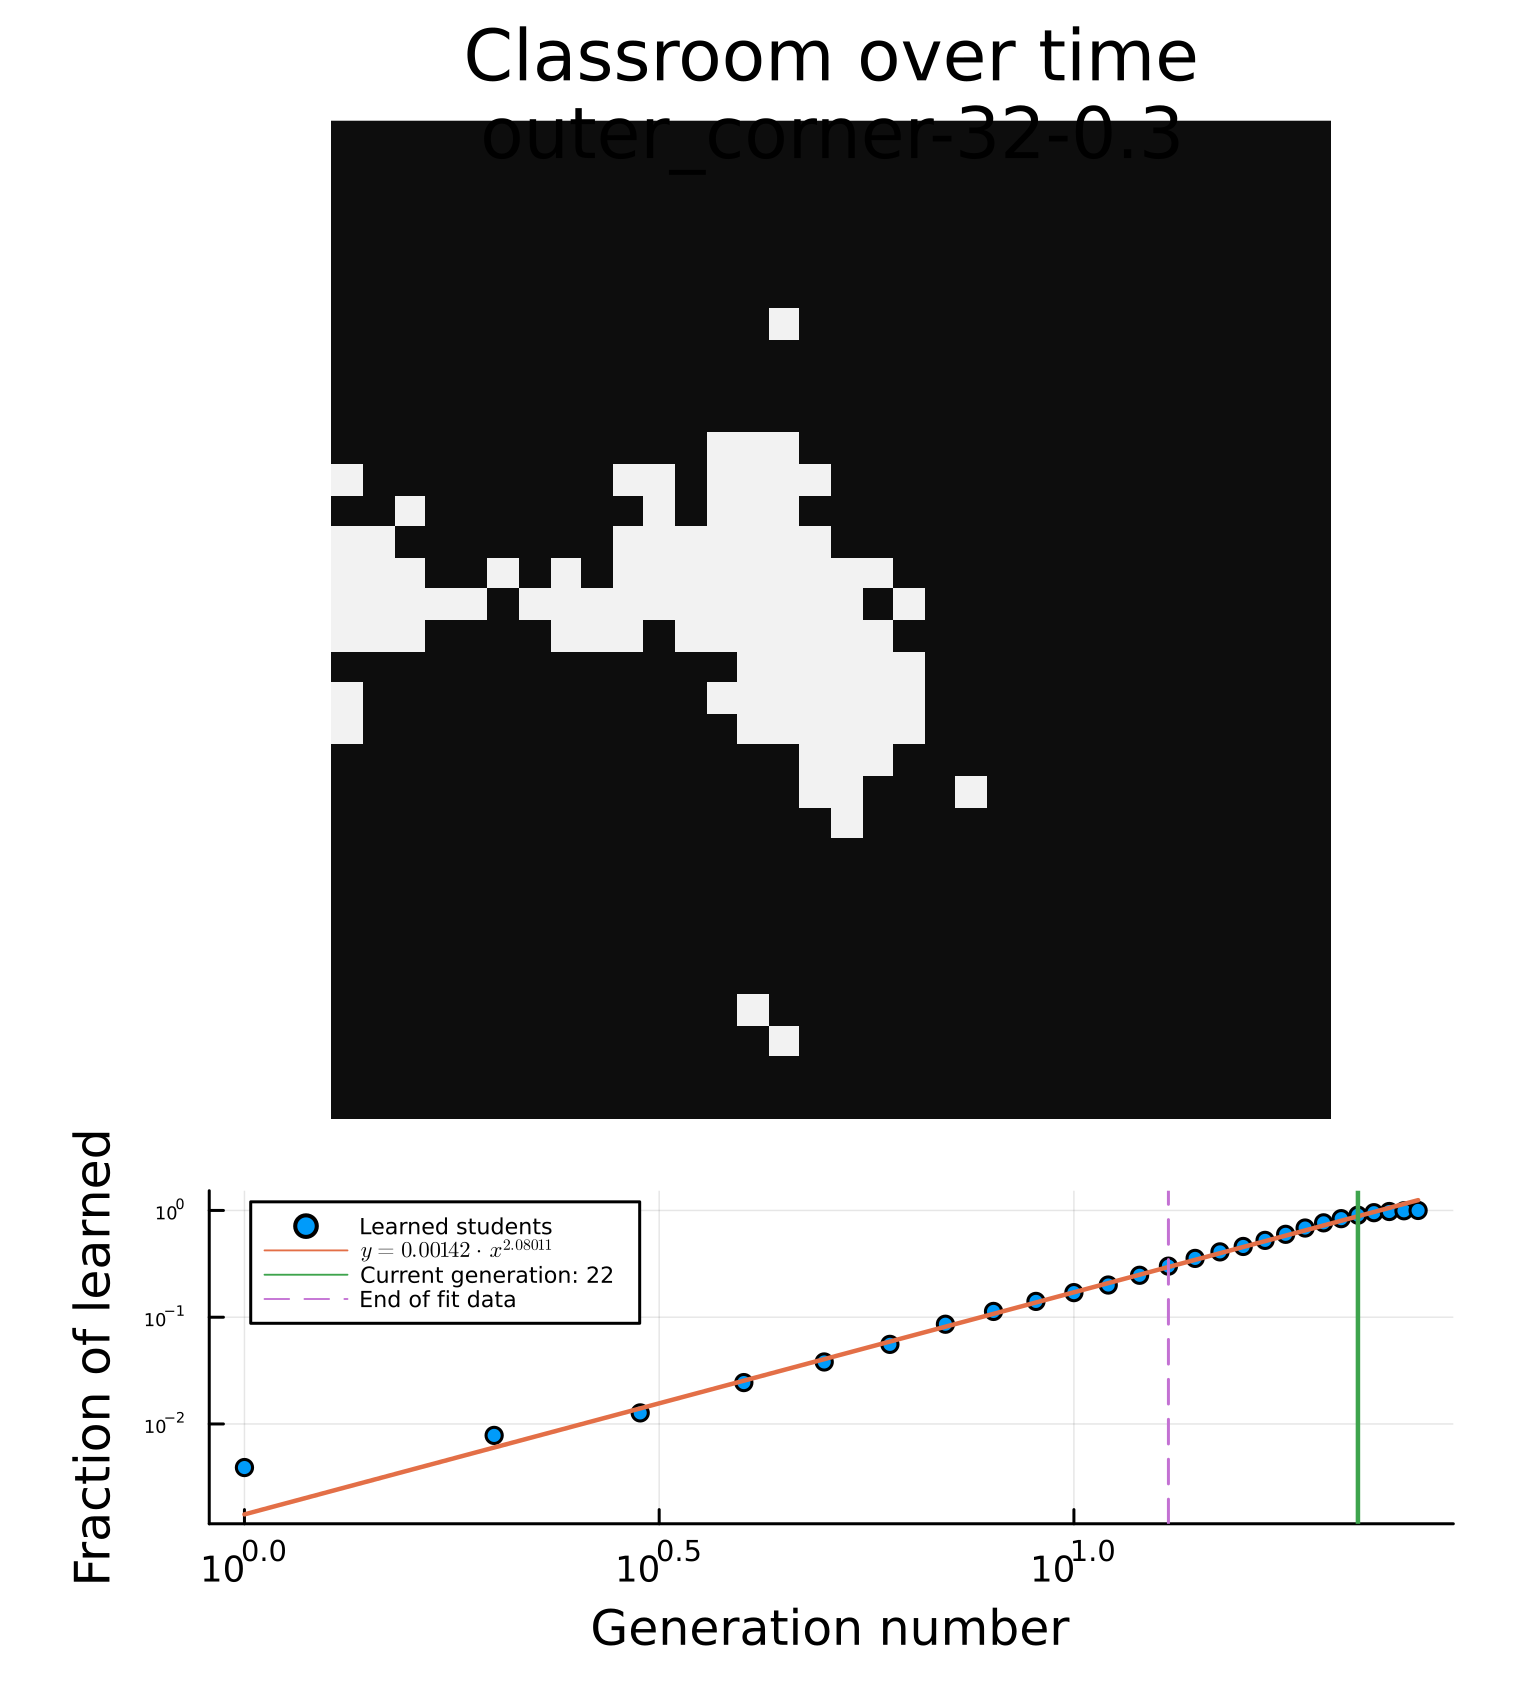 Classroom over time
outer_corner-32-0.3
Fraction of learned
10^0
10^−1
10^−2
Learned students
y = 0.00142 · x^2.08011
Current generation: 22
End of fit data
10^0.0
10^0.5
10^1.0
Generation number